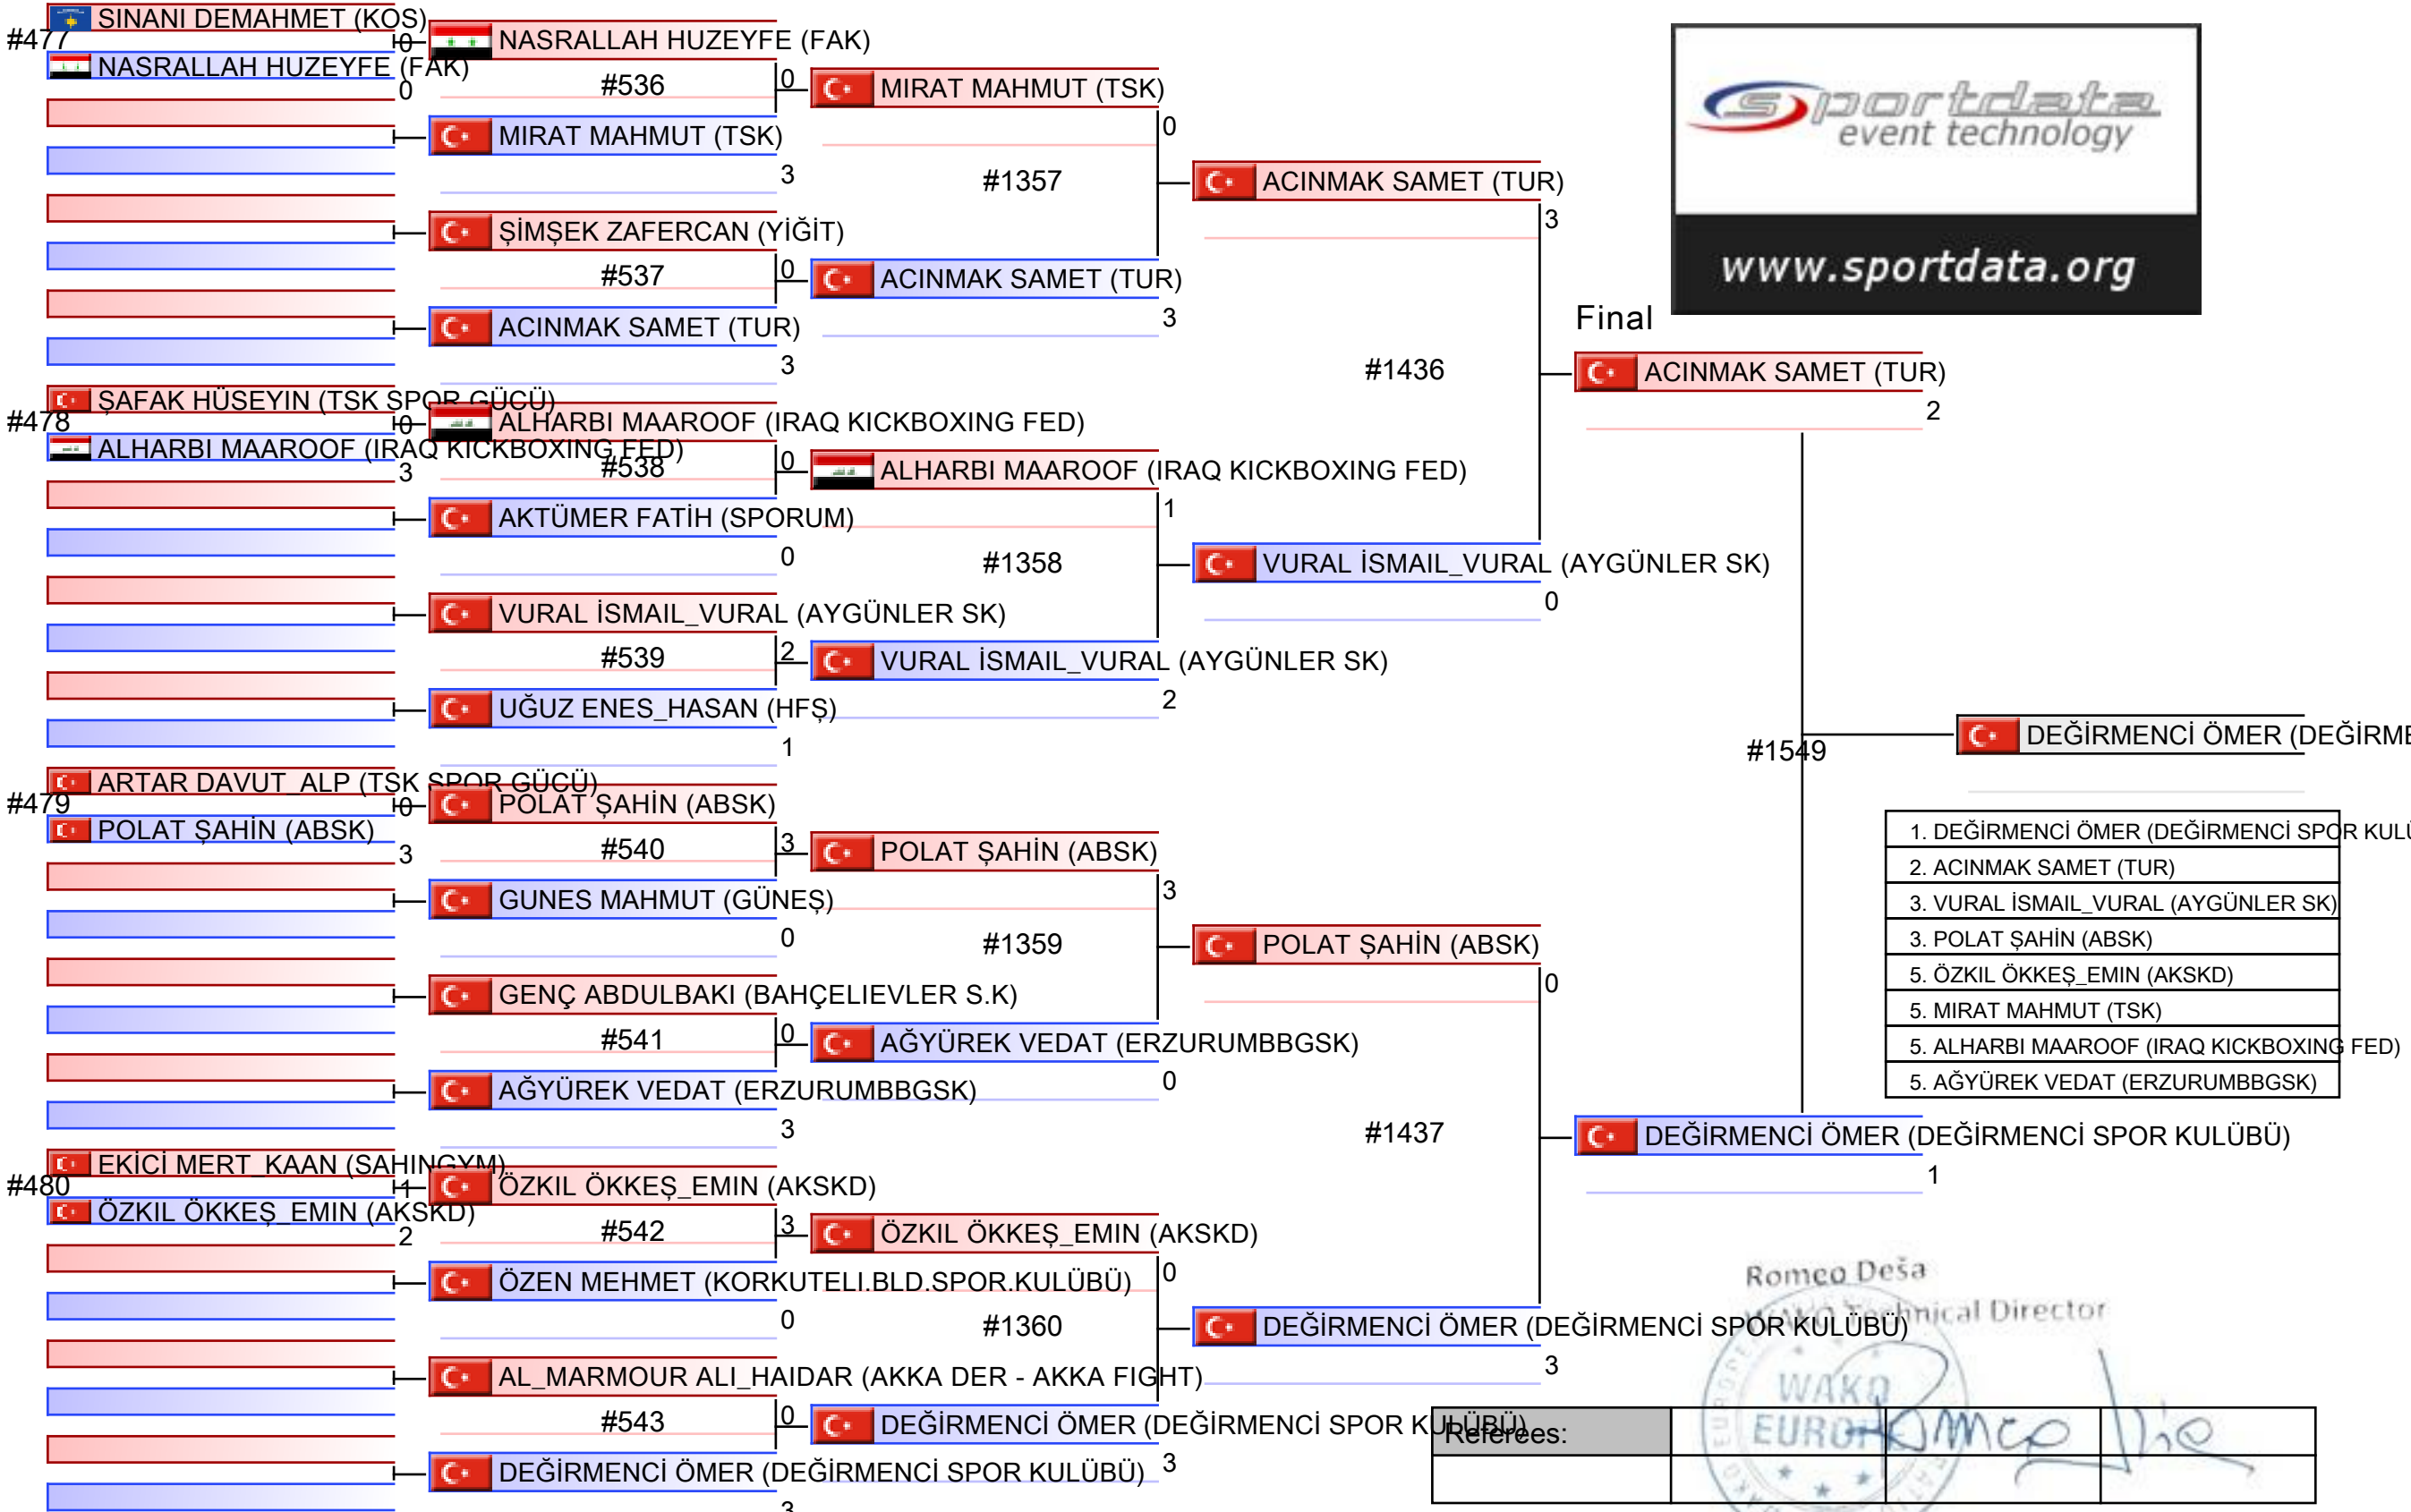 SINANI DEMAHMET (KOS)
#477
0
NASRALLAH HUZEYFE (FAK)
0
NASRALLAH HUZEYFE (FAK)
#536
0
MIRAT MAHMUT (TSK)
3
ŞİMŞEK ZAFERCAN (YİĞİT)
#537
0
ACINMAK SAMET (TUR)
3
ŞAFAK HÜSEYIN (TSK SPOR GÜCÜ)
#478
0
ALHARBI MAAROOF (IRAQ KICKBOXING FED)
3
ALHARBI MAAROOF (IRAQ KICKBOXING FED)
#538
0
AKTÜMER FATİH (SPORUM)
0
VURAL İSMAIL_VURAL (AYGÜNLER SK)
#539
2
UĞUZ ENES_HASAN (HFŞ)
1
ARTAR DAVUT_ALP (TSK SPOR GÜCÜ)
#479
0
POLAT ŞAHİN (ABSK)
3
POLAT ŞAHİN (ABSK)
#540
3
GUNES MAHMUT (GÜNEŞ)
0
GENÇ ABDULBAKI (BAHÇELIEVLER S.K)
#541
0
AĞYÜREK VEDAT (ERZURUMBBGSK)
3
EKİCİ MERT_KAAN (SAHINGYM)
#480
1
ÖZKIL ÖKKEŞ_EMIN (AKSKD)
2
ÖZKIL ÖKKEŞ_EMIN (AKSKD)
#542
3
ÖZEN MEHMET (KORKUTELI.BLD.SPOR.KULÜBÜ)
0
AL_MARMOUR ALI_HAIDAR (AKKA DER - AKKA FIGHT)
#543
0
DEĞİRMENCİ ÖMER (DEĞİRMENCİ SPOR KULÜBÜ)
3
MIRAT MAHMUT (TSK)
0
#1357
ACINMAK SAMET (TUR)
3
ALHARBI MAAROOF (IRAQ KICKBOXING FED)
1
#1358
VURAL İSMAIL_VURAL (AYGÜNLER SK)
2
POLAT ŞAHİN (ABSK)
3
#1359
AĞYÜREK VEDAT (ERZURUMBBGSK)
0
ÖZKIL ÖKKEŞ_EMIN (AKSKD)
0
#1360
DEĞİRMENCİ ÖMER (DEĞİRMENCİ SPOR KULÜBÜ)
3
ACINMAK SAMET (TUR)
3
#1436
VURAL İSMAIL_VURAL (AYGÜNLER SK)
0
POLAT ŞAHİN (ABSK)
0
#1437
DEĞİRMENCİ ÖMER (DEĞİRMENCİ SPOR KULÜBÜ)
3
sportdata
event technology
www.sportdata.org
Final
ACINMAK SAMET (TUR)
2
#1549
DEĞİRMENCİ ÖMER (DEĞİRMENCİ SPOR KULÜBÜ)
1
DEĞİRMENCİ ÖMER (DEĞİRME
1. DEĞİRMENCİ ÖMER (DEĞİRMENCİ SPOR KULÜ
2. ACINMAK SAMET (TUR)
3. VURAL İSMAIL_VURAL (AYGÜNLER SK)
3. POLAT ŞAHİN (ABSK)
5. ÖZKIL ÖKKEŞ_EMIN (AKSKD)
5. MIRAT MAHMUT (TSK)
5. ALHARBI MAAROOF (IRAQ KICKBOXING FED)
5. AĞYÜREK VEDAT (ERZURUMBBGSK)
Romeo Deša
WAKO Technical Director
WAKO
EUROPE
Referees: